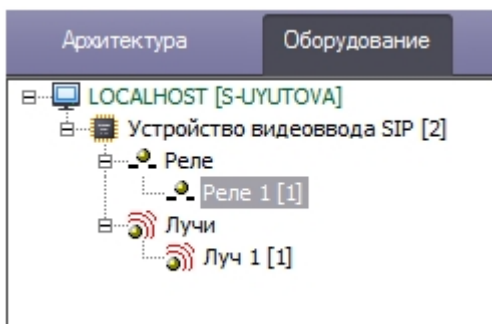 Архитектура Оборудование
LOCALHOST [S-UYUTOVA]
Устройство видеоввода SIP [2]
Реле
Реле 1 [1]
Лучи
Луч 1 [1]